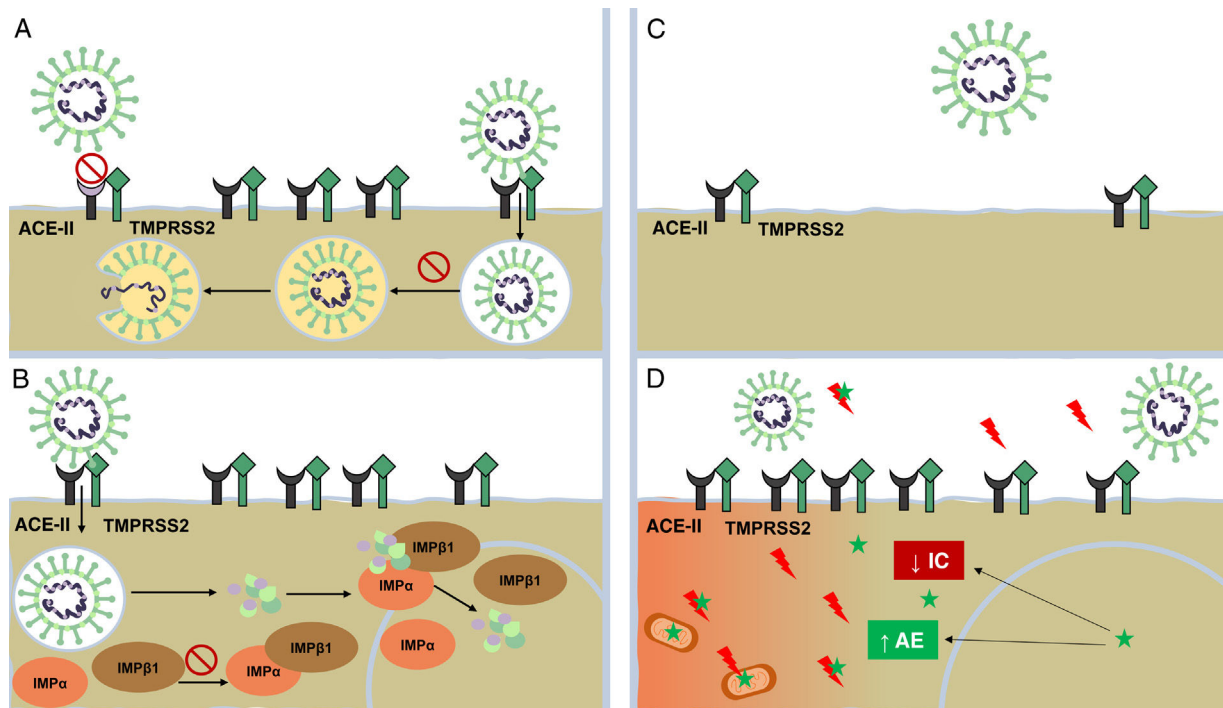 A
ACE-II
TMPRSS2
B
ACE-II
TMPRSS2
IMPβ1
IMPβ1
IMPα
IMPα
IMPβ1
IMPβ1
IMPα
IMPα
C
ACE-II
TMPRSS2
D
ACE-II
TMPRSS2
↓ IC
↑ AE